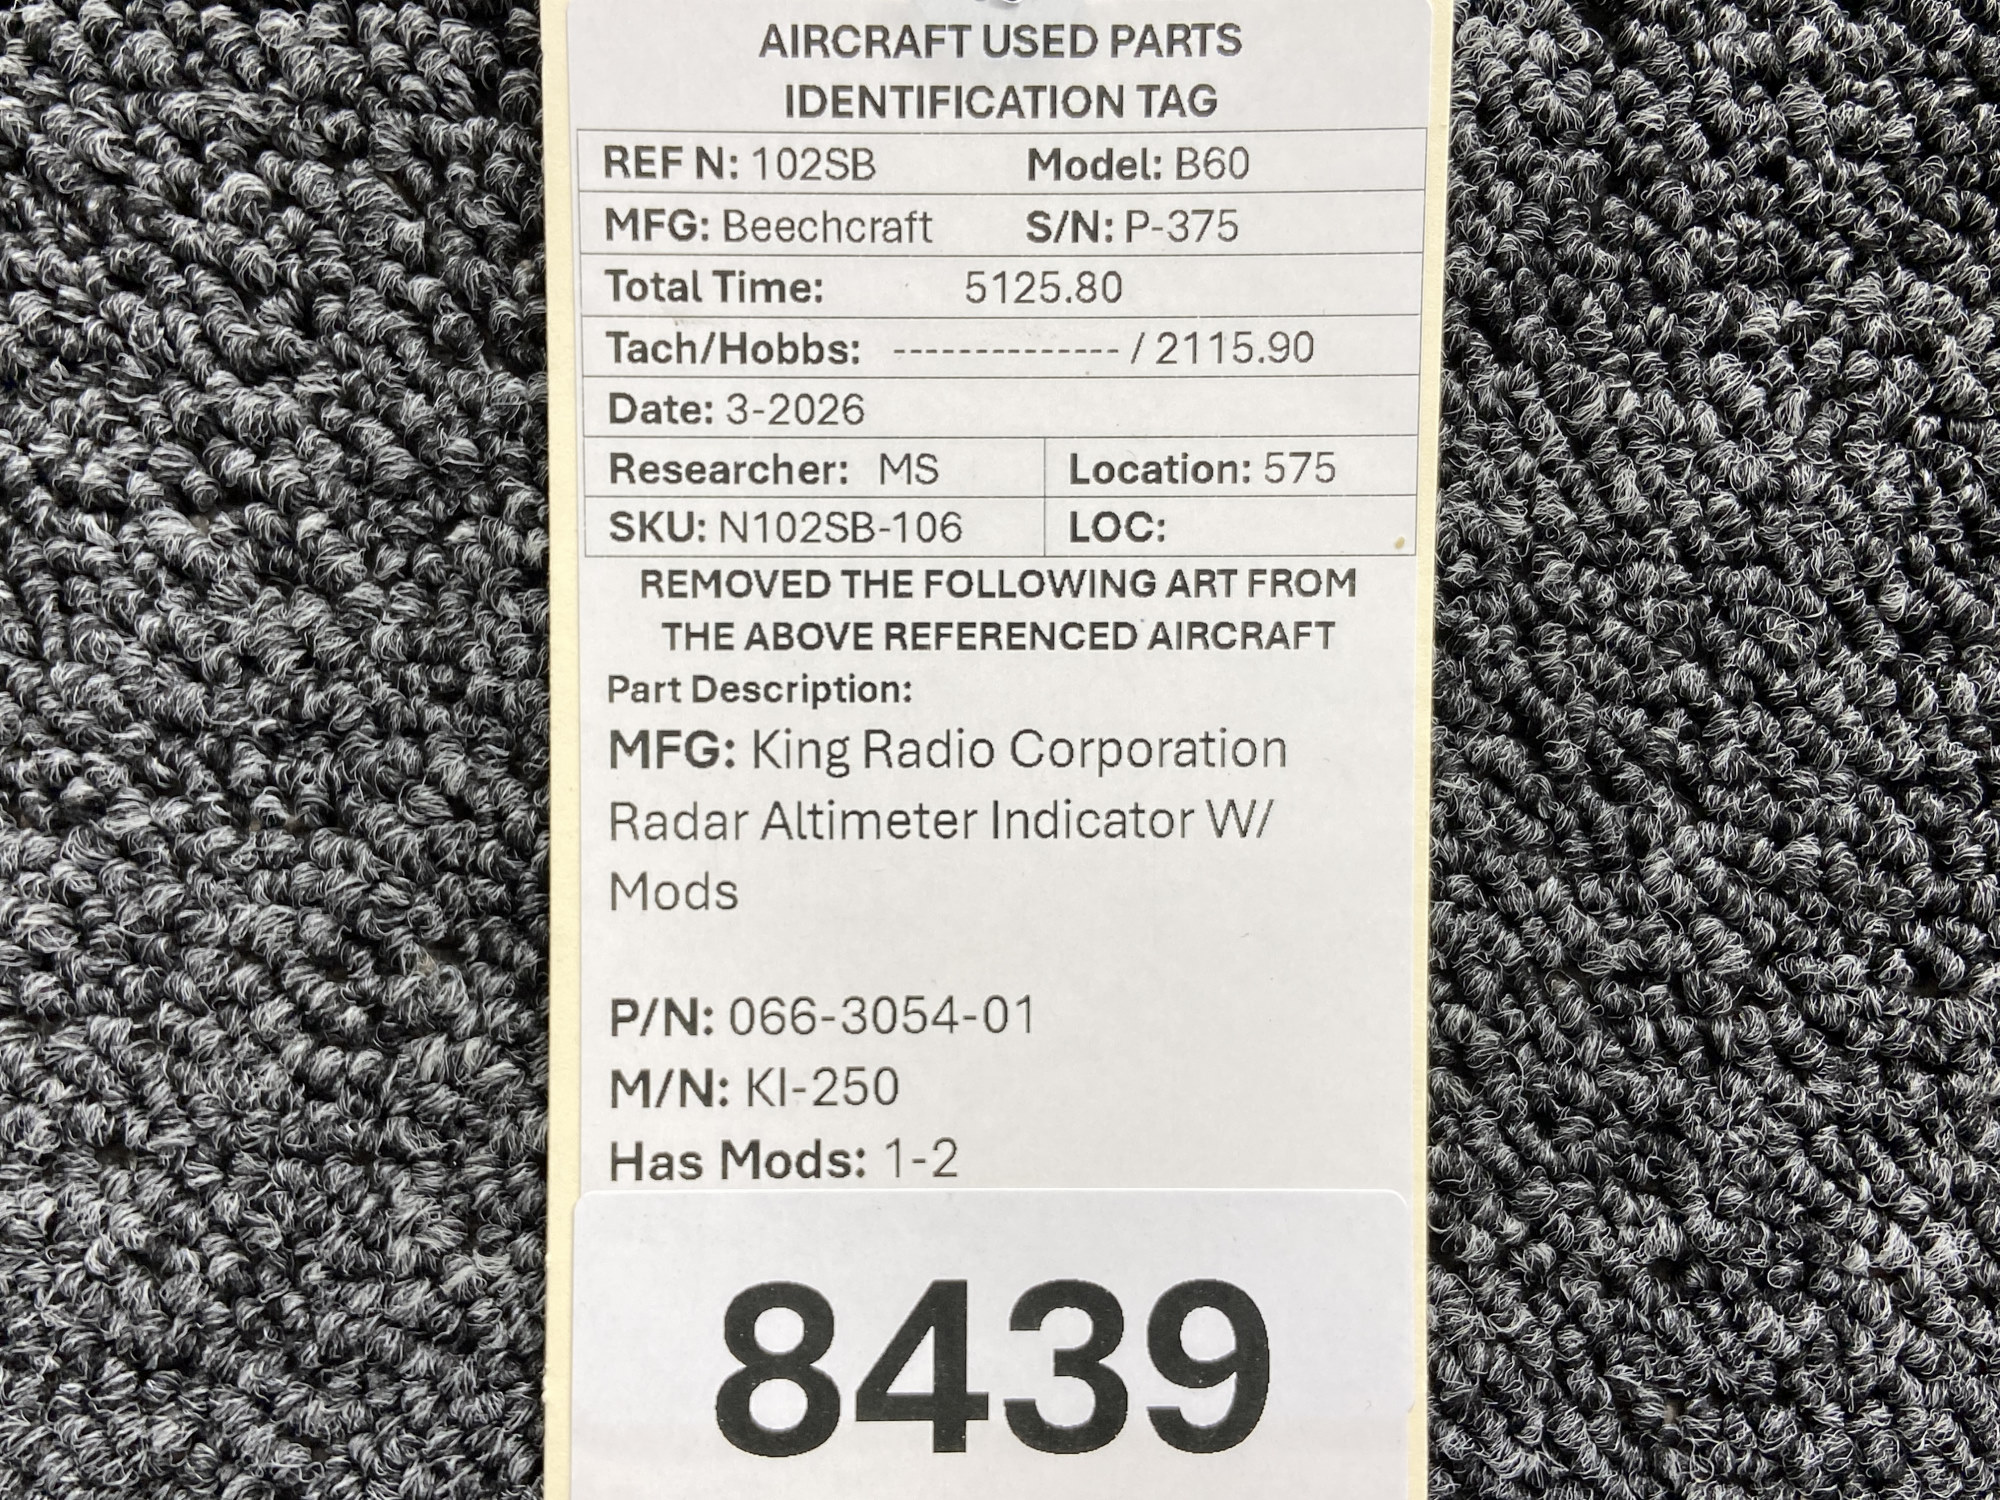 AIRCRAFT USED PARTS
IDENTIFICATION TAG
REF N: 102SB Model: B60
MFG: Beechcraft S/N: P-375
Total Time: 5125.80
Tach/Hobbs: -------------- / 2115.90
Date: 3-2026
Researcher: MS Location: 575
SKU: N102SB-106 LOC:
REMOVED THE FOLLOWING ART FROM
THE ABOVE REFERENCED AIRCRAFT
Part Description:
MFG: King Radio Corporation
Radar Altimeter Indicator W/
Mods
P/N: 066-3054-01
M/N: KI-250
Has Mods: 1-2
8439